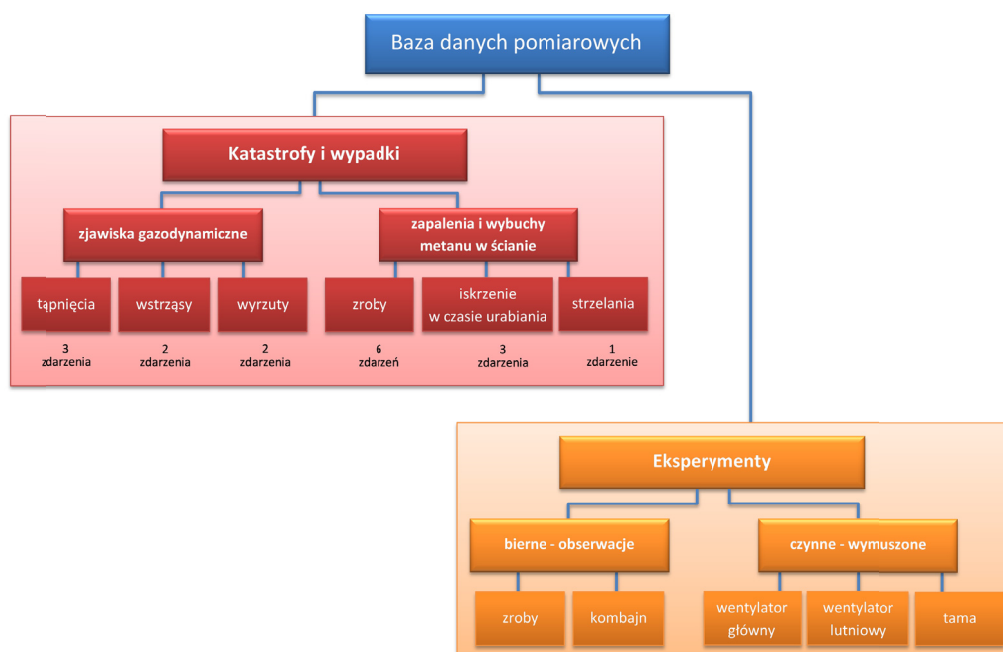 Baza danych pomiarowych
Katastrofy i wypadki
zjawiska gazodynamiczne
zapalenia i wybuchy
metanu w ścianie
tąpnięcia
wstrząsy
wyrzuty
zroby
iskrzenie
w czasie urabiania
strzelania
3
zdarzenia
2
zdarzenia
2
zdarzenia
6
zdarzeń
3
zdarzenia
1
zdarzenie
Eksperymenty
bierne - obserwacje
czynne - wymuszone
zroby
kombajn
wentylator
główny
wentylator
lutniowy
tama